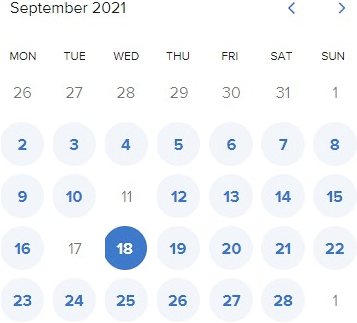 September 2021
MON TUE WED THU FRI SAT SUN
26 27 28 29 30 31 1
2 3 4 5 6 7 8
9 10 11 12 13 14 15
16 17 18 19 20 21 22
23 24 25 26 27 28 1